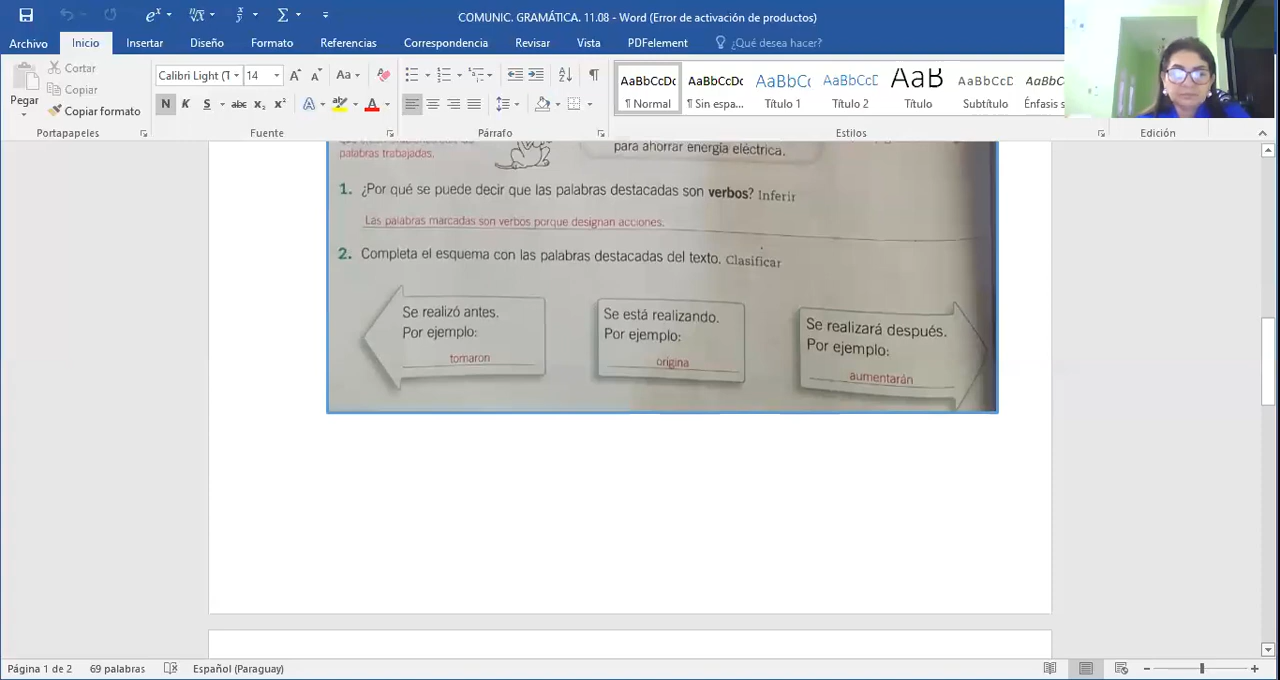 COMUNIC. GRAMÁTICA. 11.08 - Word (Error de activación de productos)
Archivo Inicio Insertar Diseño Formato Referencias Correspondencia Revisar Vista PDFelement ¿Qué desea hacer?
Pegar
Cortar
Copiar
Copiar formato
Portapapeles
Calibri Light (T 14
Aa
N K S abc x₂ x²
Fuente
Párrafo
AaBbCcDc AaBbCcDc AaBbC( AaBbCcD AaB AaBbCcD AaBbCc
¶ Normal ¶ Sin espa... Título 1 Título 2 Título Subtítulo Énfasis s
Estilos
Edición
palabras trabajadas.
para ahorrar energía eléctrica.
1. ¿Por qué se puede decir que las palabras destacadas son verbos? Inferir
Las palabras marcadas son verbos porque designan acciones.
2. Completa el esquema con las palabras destacadas del texto. Clasificar
Se realizó antes.
Por ejemplo:
tomaron
Se está realizando.
Por ejemplo:
origina
Se realizará después.
Por ejemplo:
aumentarán
Página 1 de 2 69 palabras Español (Paraguay)